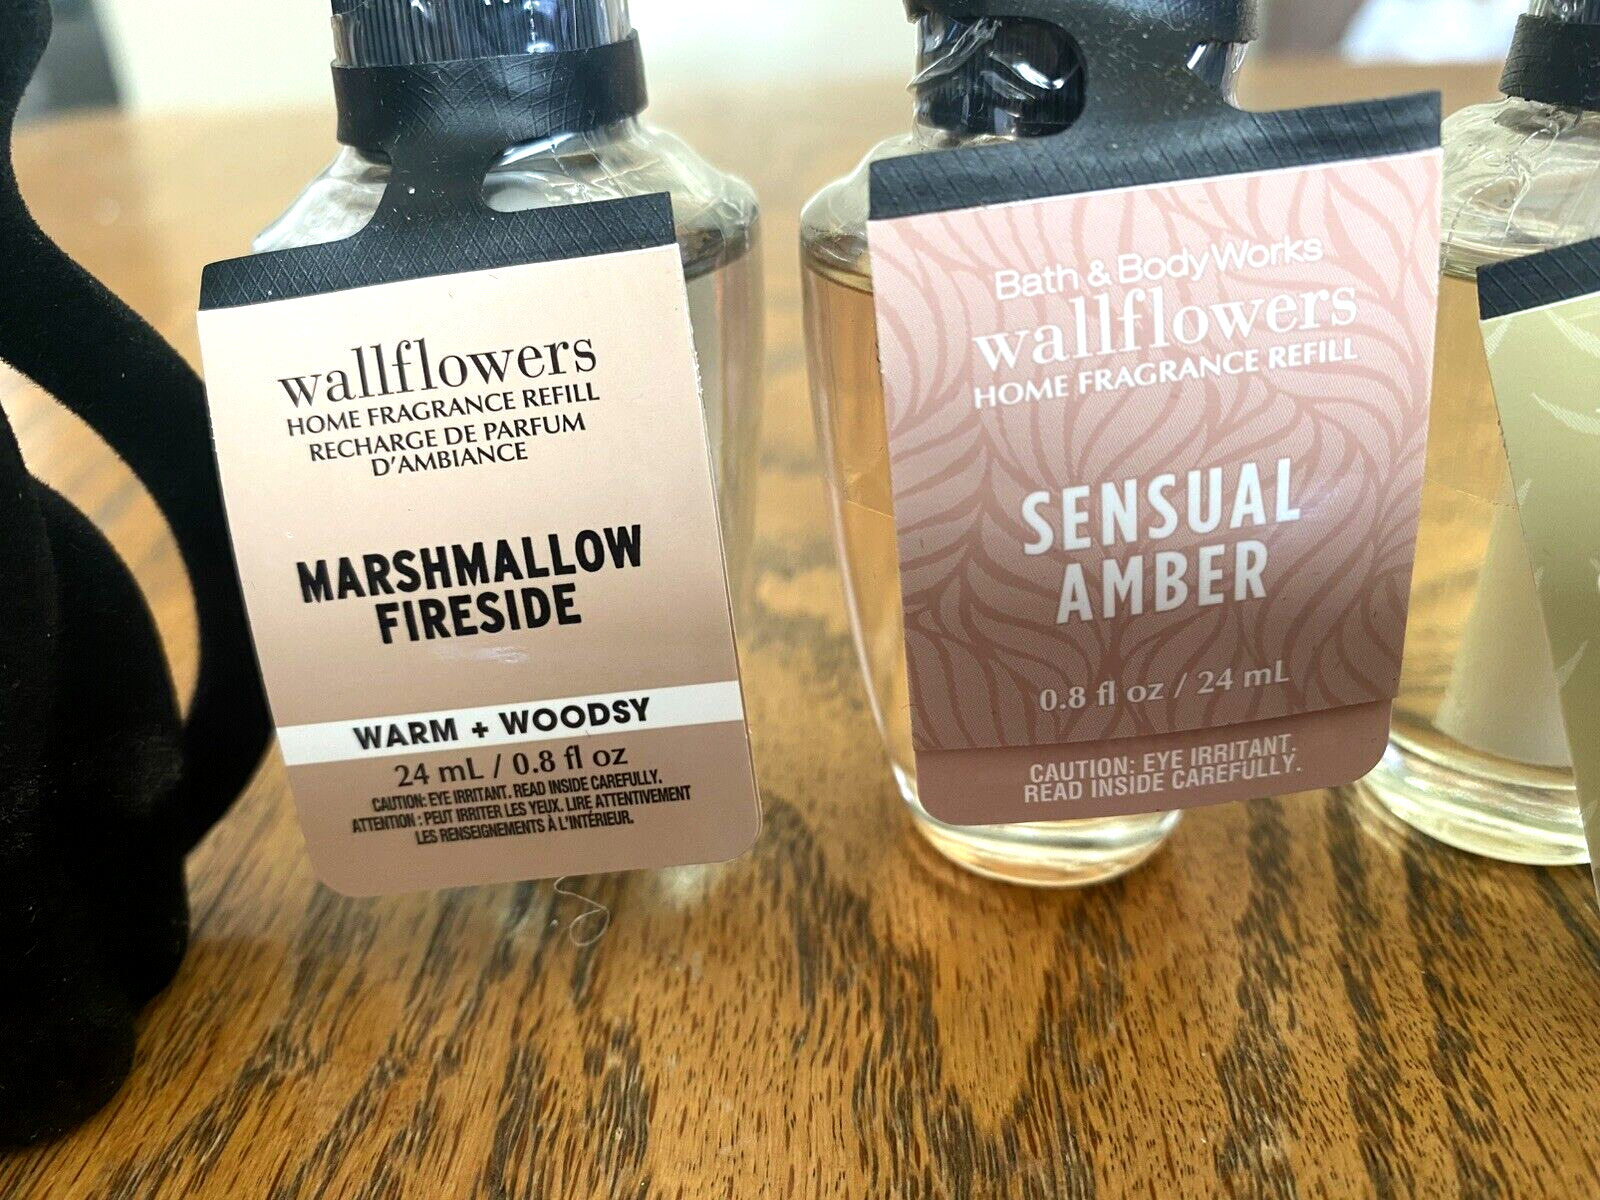 wallflowers
HOME FRAGRANCE REFILL
RECHARGE DE PARFUM
D'AMBIANCE
MARSHMALLOW
FIRESIDE
WARM + WOODSY
24 mL / 0.8 fl oz
CAUTION: EYE IRRITANT. READ INSIDE CAREFULLY.
ATTENTION : PEUT IRRITER LES YEUX. LIRE ATTENTIVEMENT
LES RENSEIGNEMENTS À L'INTÉRIEUR.
Bath & Body Works
wallflowers
HOME FRAGRANCE REFILL
SENSUAL
AMBER
0.8 fl oz / 24 mL
CAUTION: EYE IRRITANT.
READ INSIDE CAREFULLY.